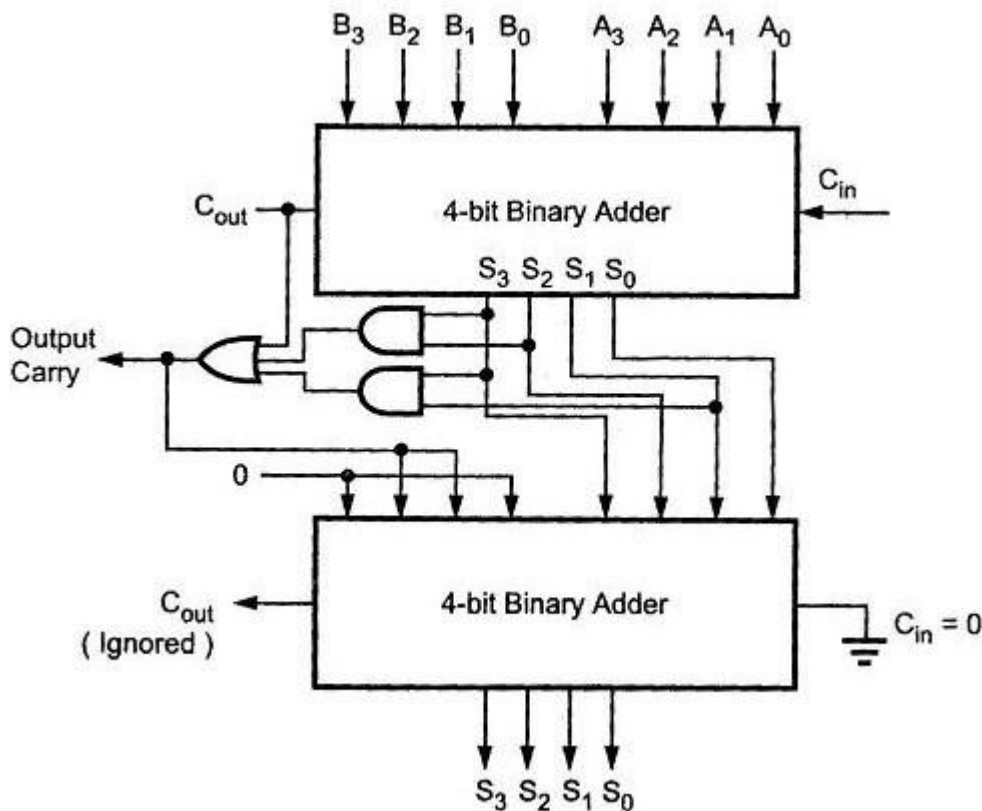 B3 B2 B1 B0 A3 A2 A1 A0
Cin
Cout
4-bit Binary Adder
S3 S2 S1 S0
Output
Carry
0
Cout
( Ignored )
4-bit Binary Adder
Cin = 0
S3 S2 S1 S0